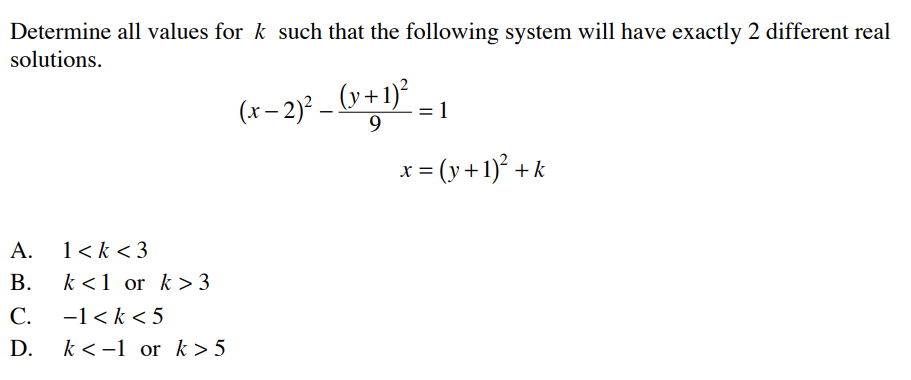 Determine all values for k such that the following system will have exactly 2 different real
solutions.
(x − 2)² − (y + 1)²/9 = 1
x = (y + 1)² + k
A. 1 < k < 3
B. k < 1 or k > 3
C. −1 < k < 5
D. k < −1 or k > 5